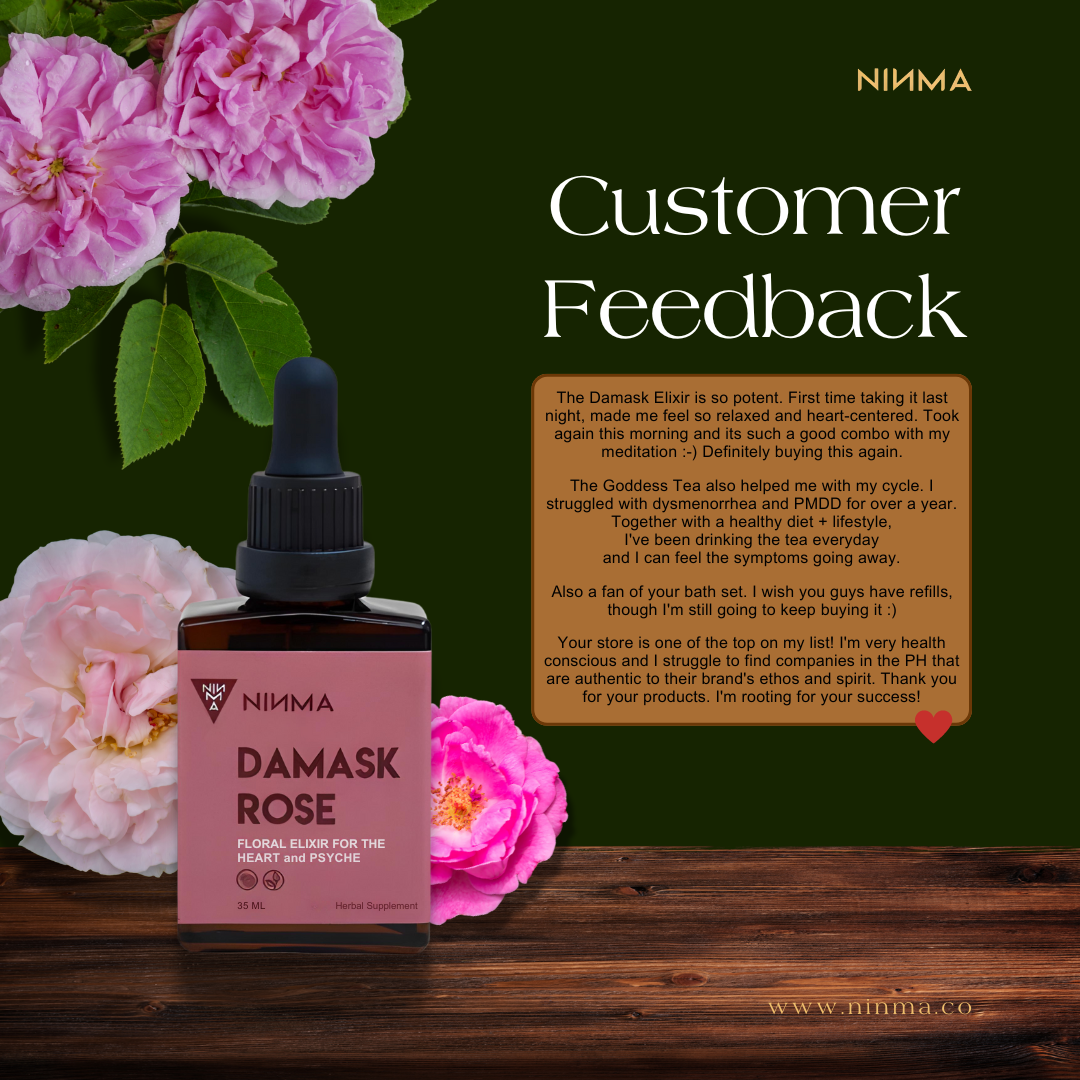 NINMA
Customer
Feedback
The Damask Elixir is so potent. First time taking it last
night, made me feel so relaxed and heart-centered. Took
again this morning and its such a good combo with my
meditation :-) Definitely buying this again.
The Goddess Tea also helped me with my cycle. I
struggled with dysmenorrhea and PMDD for over a year.
Together with a healthy diet + lifestyle,
I've been drinking the tea everyday
and I can feel the symptoms going away.
Also a fan of your bath set. I wish you guys have refills,
though I'm still going to keep buying it :)
Your store is one of the top on my list! I'm very health
conscious and I struggle to find companies in the PH that
are authentic to their brand's ethos and spirit. Thank you
for your products. I'm rooting for your success!
NIN
M
A
NINMA
DAMASK
ROSE
FLORAL ELIXIR FOR THE
HEART and PSYCHE
35 ML
Herbal Supplement
www.ninma.co